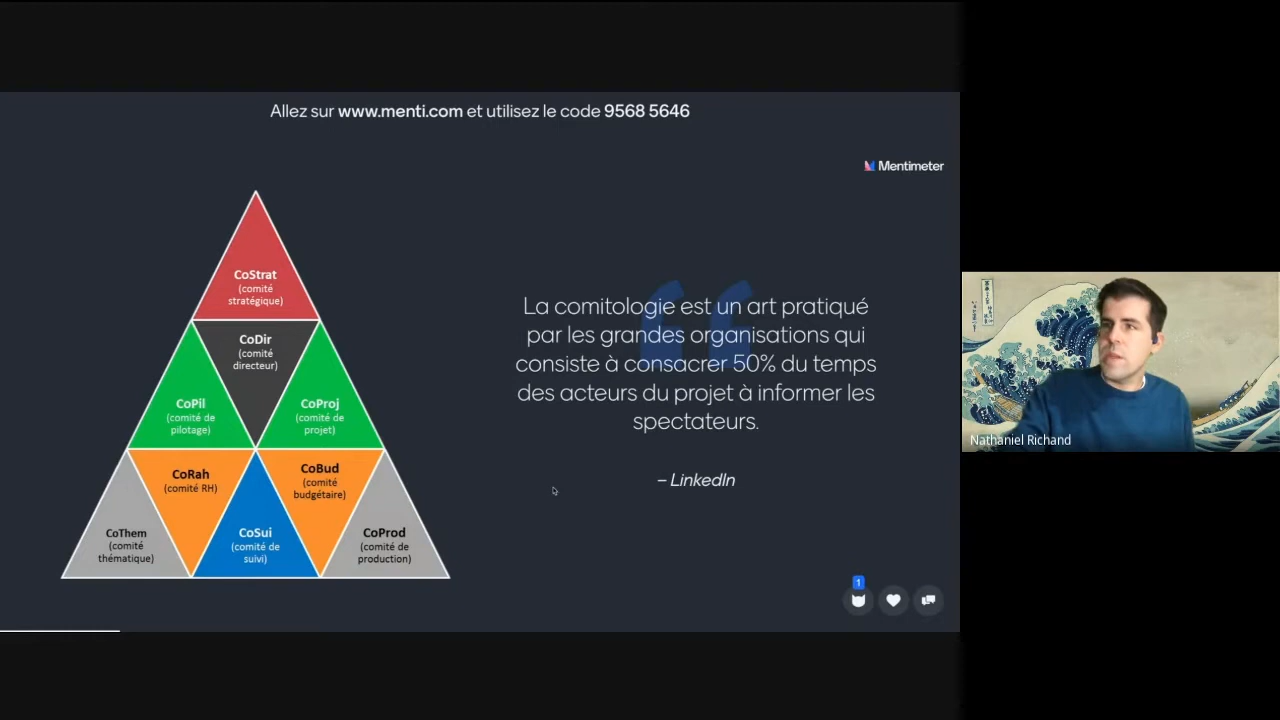 Allez sur www.menti.com et utilisez le code 9568 5646
Mentimeter
CoStrat
(comité
stratégique)
CoDir
(comité
directeur)
CoPil
(comité de
pilotage)
CoProj
(comité de
projet)
CoRah
(comité RH)
CoBud
(comité
budgétaire)
CoThem
(comité
thématique)
CoSui
(comité de
suivi)
CoProd
(comité de
production)
La comitologie est un art pratiqué
par les grandes organisations qui
consiste à consacrer 50% du temps
des acteurs du projet à informer les
spectateurs.
– LinkedIn
1
Nathaniel Richand